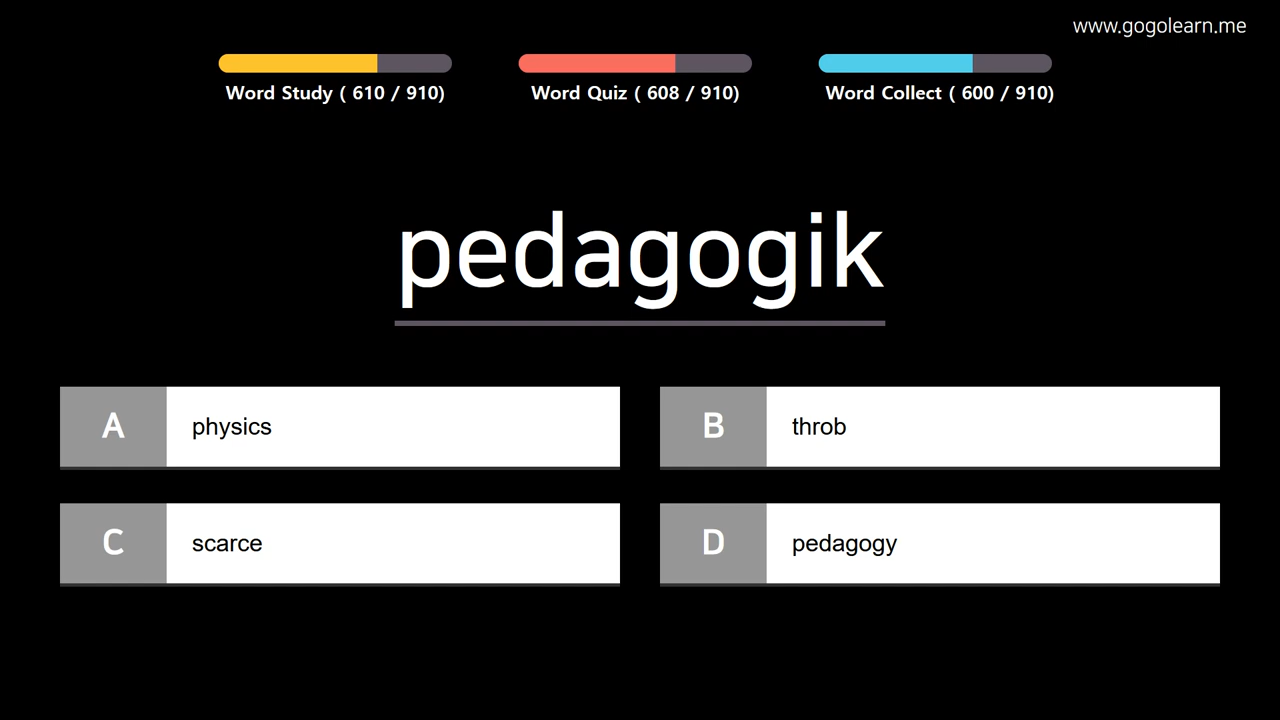 www.gogolearn.me
Word Study ( 610 / 910)
Word Quiz ( 608 / 910)
Word Collect ( 600 / 910)
pedagogik
A physics
B throb
C scarce
D pedagogy